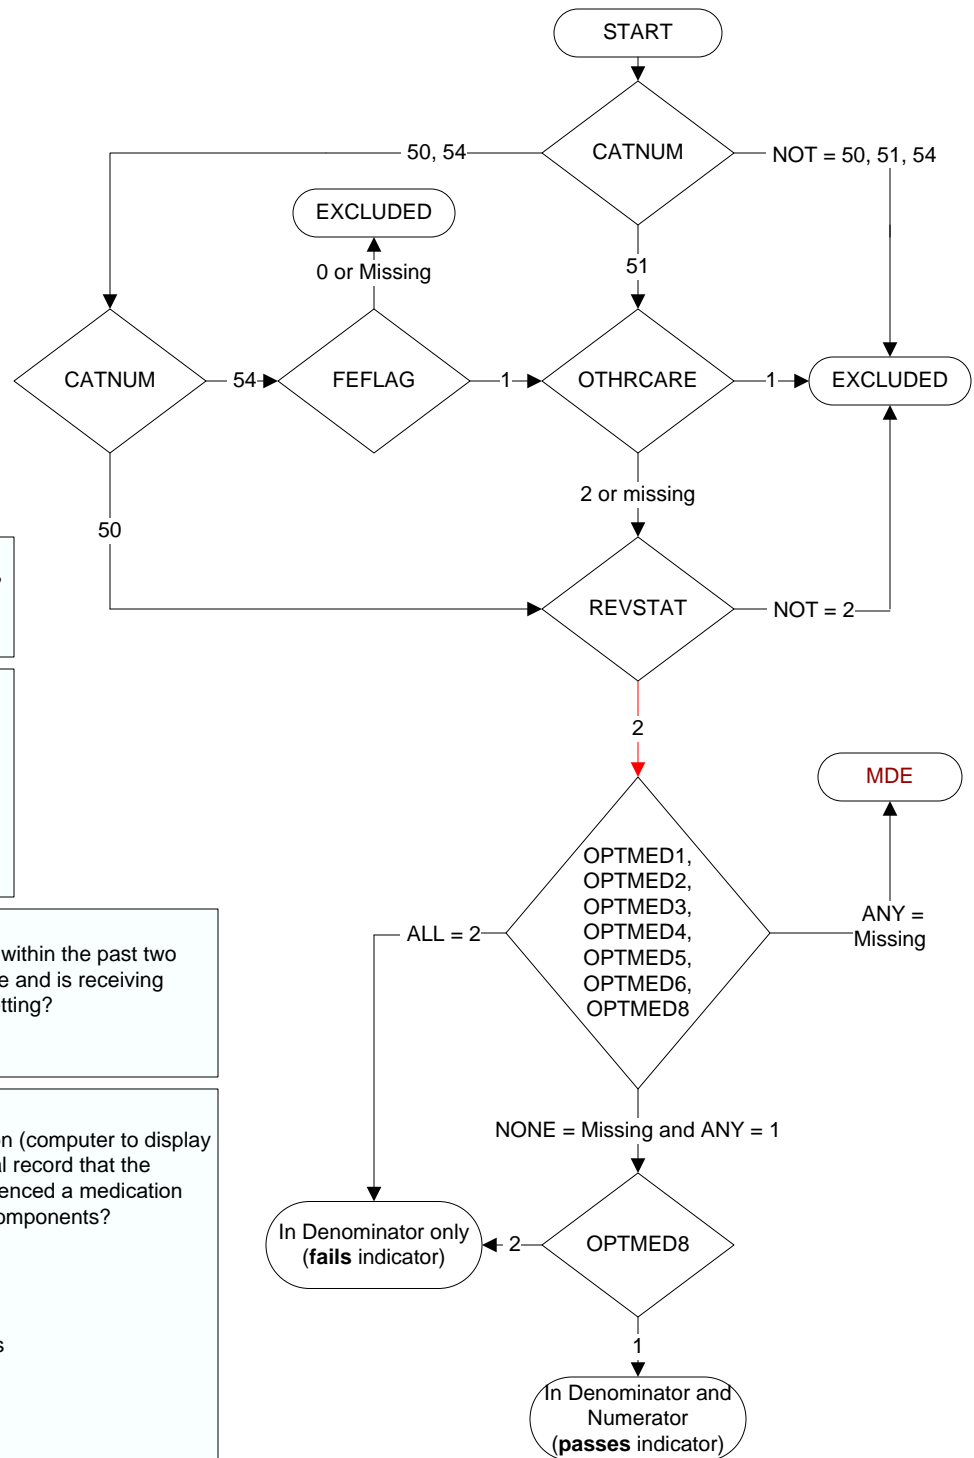 START
CATNUM
50, 54
NOT = 50, 51, 54
EXCLUDED
0 or Missing
51
CATNUM
54
FEFLAG
1
OTHRCARE
1
EXCLUDED
2 or missing
50
REVSTAT
NOT = 2
2
MDE
OPTMED1,
OPTMED2,
OPTMED3,
OPTMED4,
OPTMED5,
OPTMED6,
OPTMED8
ALL = 2
ANY =
Missing
within the past two
e and is receiving
tting?
NONE = Missing and ANY = 1
on (computer to display
al record that the
enced a medication
omponents?
s
In Denominator only
(fails indicator)
2
OPTMED8
1
In Denominator and
Numerator
(passes indicator)